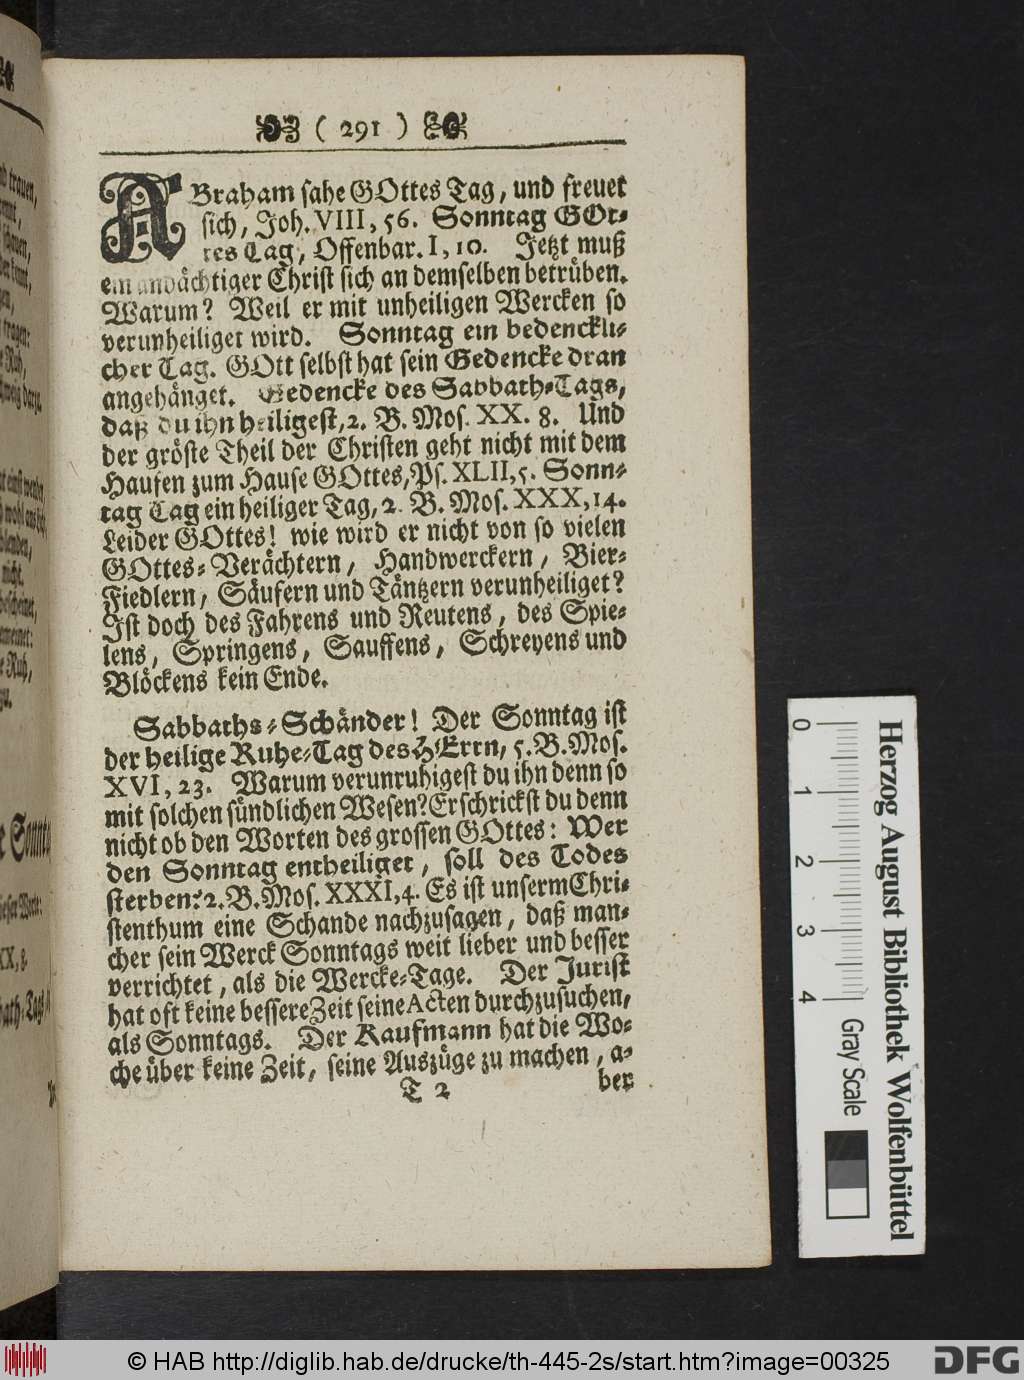 ( 291 )
ABraham sahe GOttes Tag, und freuet
sich, Joh. VIII, 56. Sonntag GOt-
tes Tag, Offenbar. I, 10. Jetzt muß
ein andächtiger Christ sich an demselben betrüben.
Warum? Weil er mit unheiligen Wercken so
verunheiliget wird. Sonntag ein bedenckli-
cher Tag. GOtt selbst hat sein Gedencke dran
angehänget. Gedencke des Sabbath-Tags,
daß du ihn heiligest, 2. B. Mos. XX. 8. Und
der gröste Theil der Christen geht nicht mit dem
Haufen zum Hause GOttes, Ps. XLII, 5. Sonn-
tag Tag ein heiliger Tag, 2. B. Mos. XXX, 14.
Leider GOttes! wie wird er nicht von so vielen
GOttes-Verächtern, Handwerckern, Bier-
Fiedlern, Säufern und Täntzern verunheiliget?
Ist doch des Fahrens und Reutens, des Spie-
lens, Springens, Sauffens, Schreyens und
Blöckens kein Ende.
Sabbaths-Schänder! Der Sonntag ist
der heilige Ruhe-Tag des HErrn, 5. B. Mos.
XVI, 23. Warum verunruhigest du ihn denn so
mit solchen sündlichen Wesen? Erschrickst du denn
nicht ob den Worten des grossen GOttes: Wer
den Sonntag entheiliget, soll des Todes
sterben? 2. B. Mos. XXXI, 4. Es ist unserm Chri-
stenthum eine Schande nachzusagen, daß man-
cher sein Werck Sonntags weit lieber und besser
verrichtet, als die Wercke-Tage. Der Jurist
hat oft keine bessere Zeit seine Acten durchzusuchen,
als Sonntags. Der Kaufmann hat die Wo-
che über keine Zeit, seine Auszüge zu machen, a-
T 2 ber
0 1 2 3 4
Gray Scale
Herzog August Bibliothek Wolfenbüttel
© HAB http://diglib.hab.de/drucke/th-445-2s/start.htm?image=00325
DFG